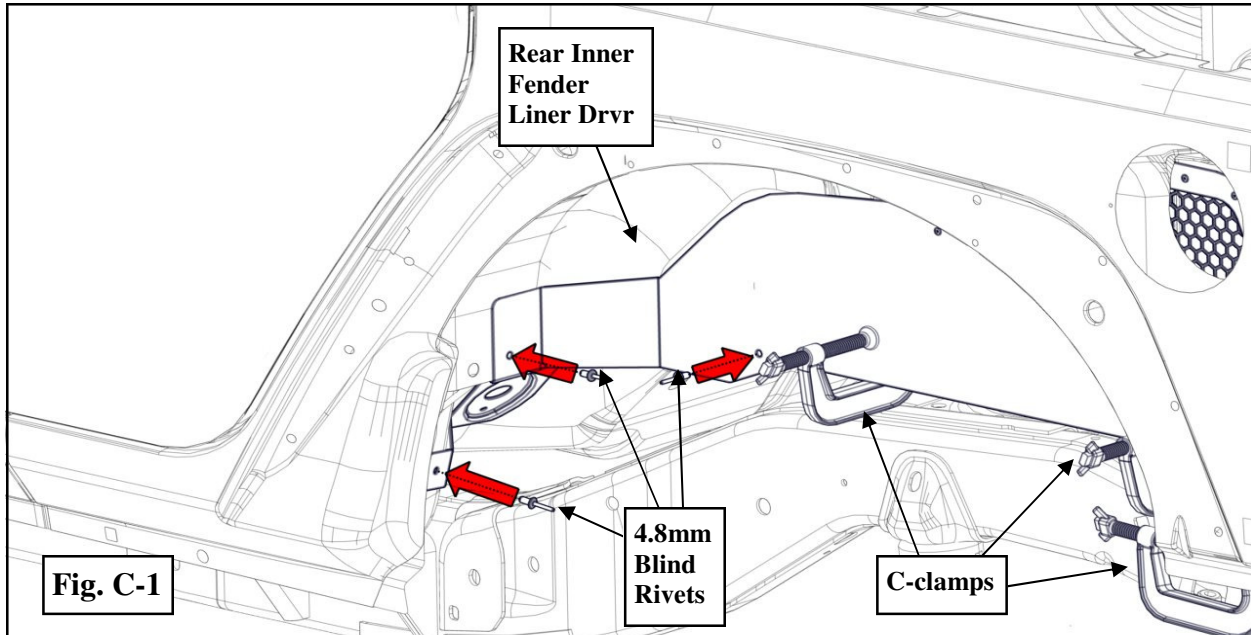 Rear Inner
Fender
Liner Drvr
4.8mm
Blind
Rivets
C-clamps
Fig. C-1